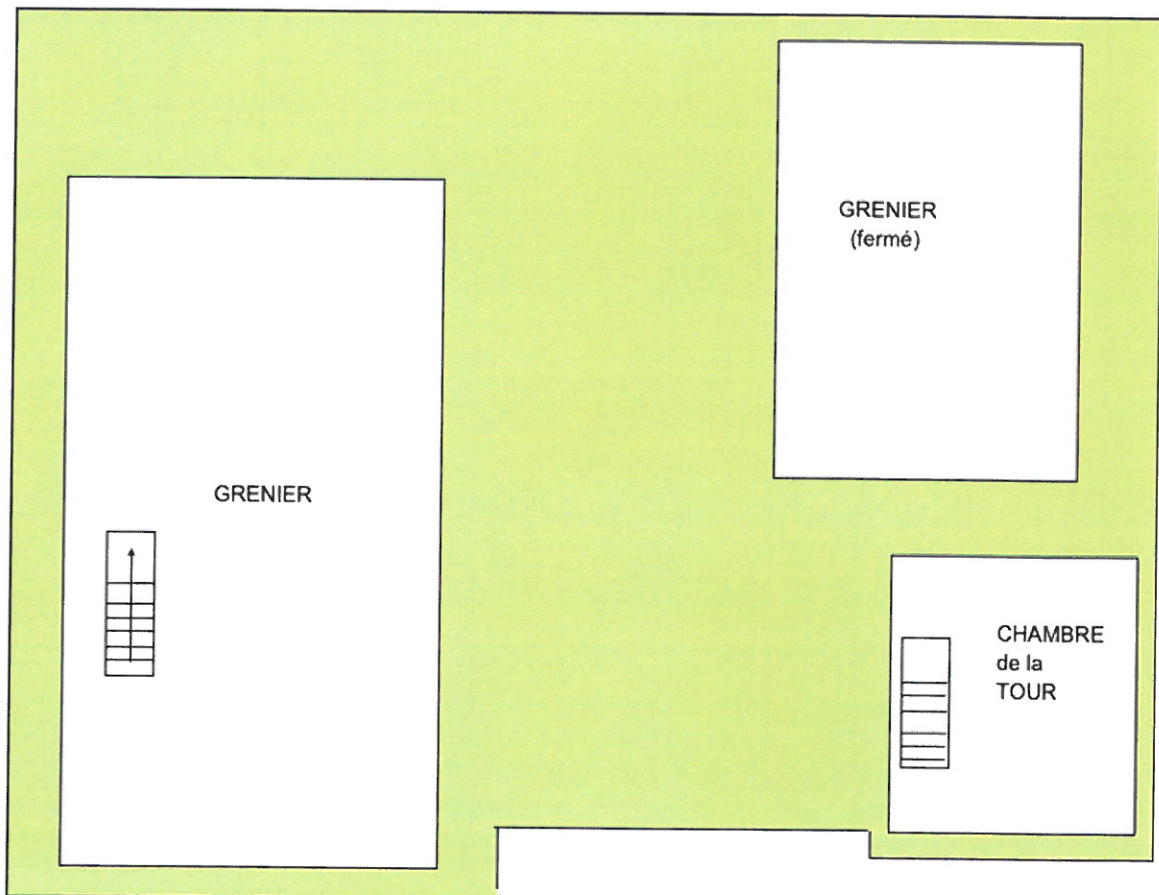 GRENIER
(fermé)
GRENIER
CHAMBRE
de la
TOUR